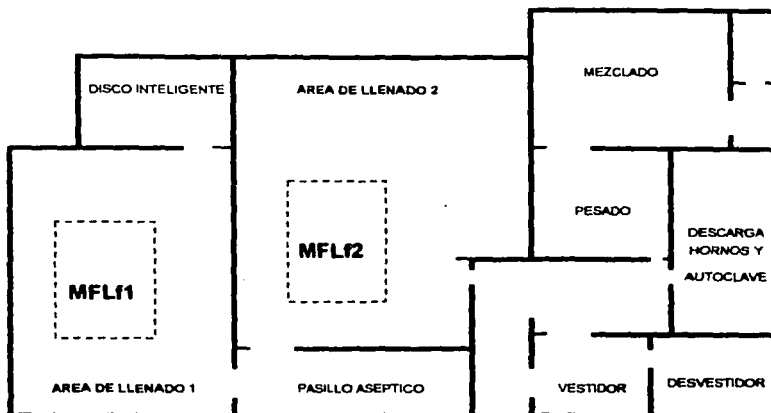 MEZCLADO
DISCO INTELIGENTE
AREA DE LLENADO 2
PESADO
DESCARGA
HORNOS Y
AUTOCLAVE
MFLf2
MFLf1
AREA DE LLENADO 1
PASILLO ASEPTICO
VESTIDOR
DESVESTIDOR